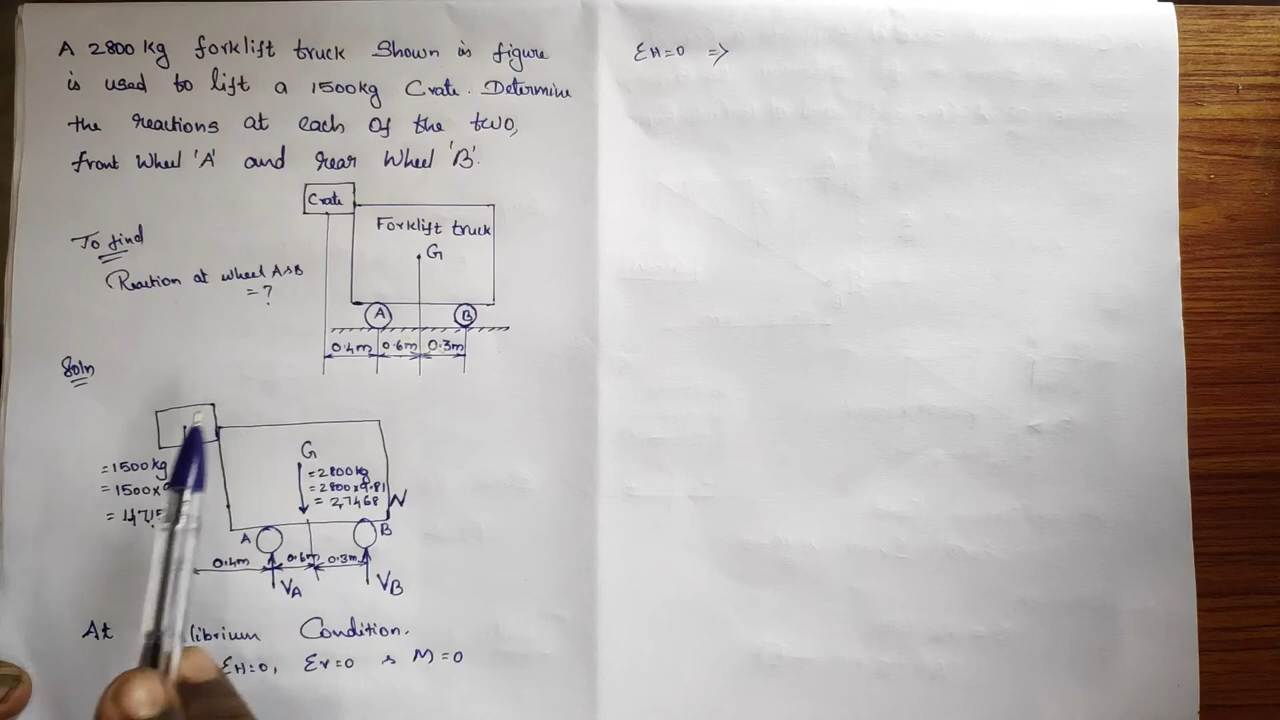 A 2800 kg forklift truck Shown in figure
is used to lift a 1500kg Crate. Determine
the reactions at each of the two,
front Wheel 'A' and rear Wheel 'B'.
Crate
Forklift truck
G
To find
Reaction at wheel A & B
= ?
A
B
0.4m
0.6m
0.3m
Soln
G
=1500kg
= 1500x
=2800kg
= 2800x9.81
= 27468 N
A
B
0.4m
0.6m
0.3m
VA
VB
At librium Condition.
ΣH=0, ΣV=0 & M=0
ΣH=0 =>